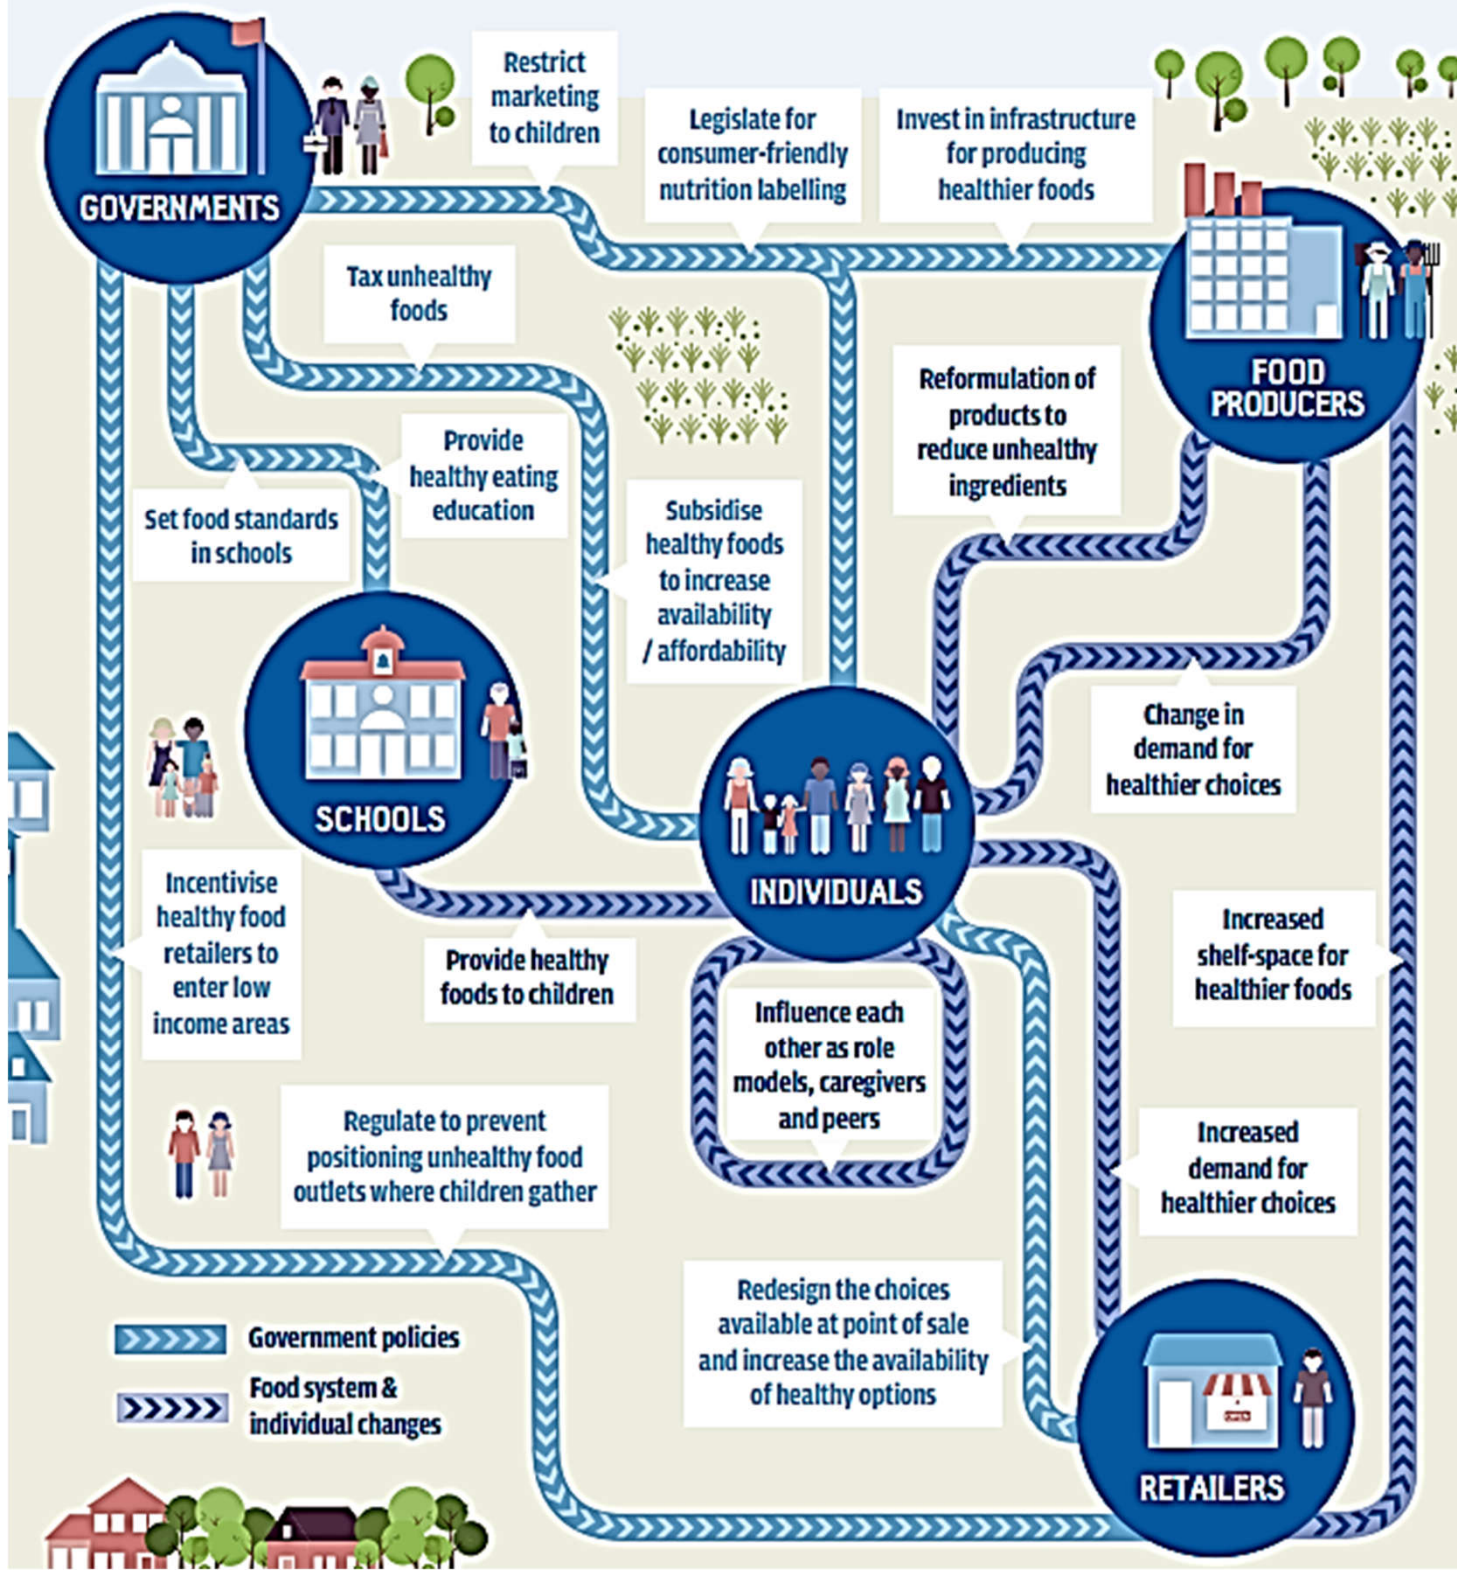 GOVERNMENTS
Restrict
marketing
to children
Legislate for
consumer-friendly
nutrition labelling
Invest in infrastructure
for producing
healthier foods
FOOD
PRODUCERS
Tax unhealthy
foods
Reformulation of
products to
reduce unhealthy
ingredients
Provide
healthy eating
education
Set food standards
in schools
Subsidise
healthy foods
to increase
availability
/ affordability
Change in
demand for
healthier choices
SCHOOLS
INDIVIDUALS
Incentivise
healthy food
retailers to
enter low
income areas
Provide healthy
foods to children
Increased
shelf-space for
healthier foods
Influence each
other as role
models, caregivers
and peers
Regulate to prevent
positioning unhealthy food
outlets where children gather
Increased
demand for
healthier choices
Redesign the choices
available at point of sale
and increase the availability
of healthy options
Government policies
Food system &
individual changes
OPEN
RETAILERS